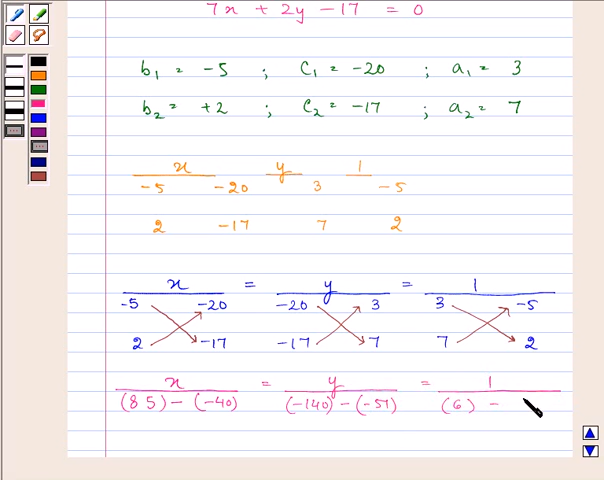 7x + 2y - 17 = 0
b₁ = -5 ; C₁ = -20 ; a₁ = 3
b₂ = +2 ; C₂ = -17 ; a₂ = 7
x y 1
-5 -20 3 -5
2 -17 7 2
x = y = 1
-5 -20 -20 3 3 -5
2 -17 -17 7 7 2
x = y = 1
(85) - (-40) (-140) - (-51) (6) -